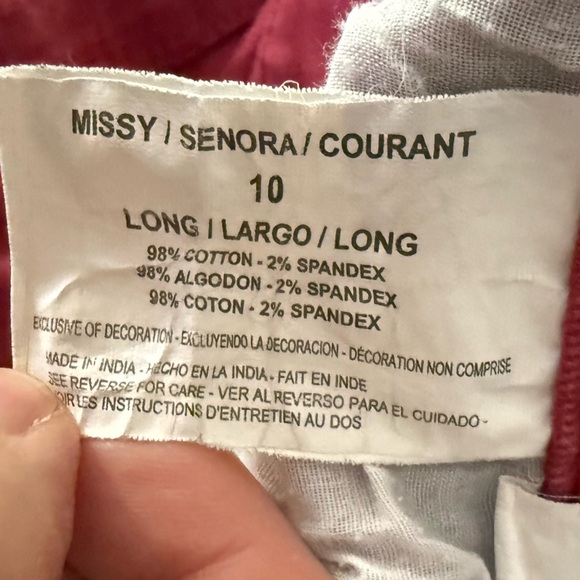 MISSY / SENORA / COURANT
10
LONG / LARGO / LONG
98% COTTON - 2% SPANDEX
98% ALGODON - 2% SPANDEX
98% COTON - 2% SPANDEX
EXCLUSIVE OF DECORATION - EXCLUYENDO LA DECORACION - DÉCORATION NON COMPRISE
MADE IN INDIA - HECHO EN LA INDIA - FAIT EN INDE
SEE REVERSE FOR CARE - VER AL REVERSO PARA EL CUIDADO -
LES INSTRUCTIONS D'ENTRETIEN AU DOS